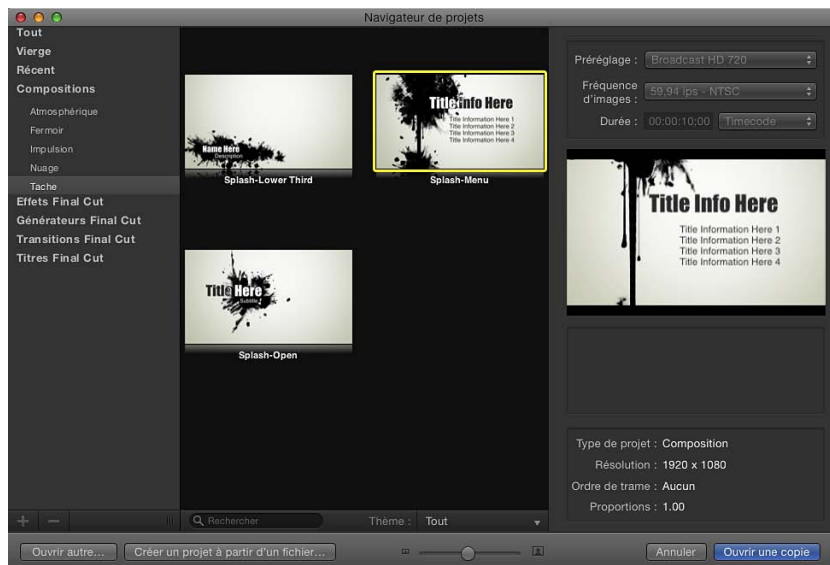 Navigateur de projets
Tout
Vierge
Récent
Compositions
Atmosphérique
Fermoir
Impulsion
Nuage
Tache
Effets Final Cut
Générateurs Final Cut
Transitions Final Cut
Titres Final Cut
Name Here
Description
Splash-Lower Third
Title Info Here
Title Information Here 1
Title Information Here 2
Title Information Here 3
Title Information Here 4
Splash-Menu
Title Here
Subtitle
Splash-Open
Rechercher
Thème : Tout
Préréglage : Broadcast HD 720
Fréquence d'images : 59,94 ips - NTSC
Durée : 00:00:10;00 Timecode
Title Info Here
Title Information Here 1
Title Information Here 2
Title Information Here 3
Title Information Here 4
Type de projet : Composition
Résolution : 1920 x 1080
Ordre de trame : Aucun
Proportions : 1.00
Ouvrir autre...
Créer un projet à partir d'un fichier...
Annuler
Ouvrir une copie